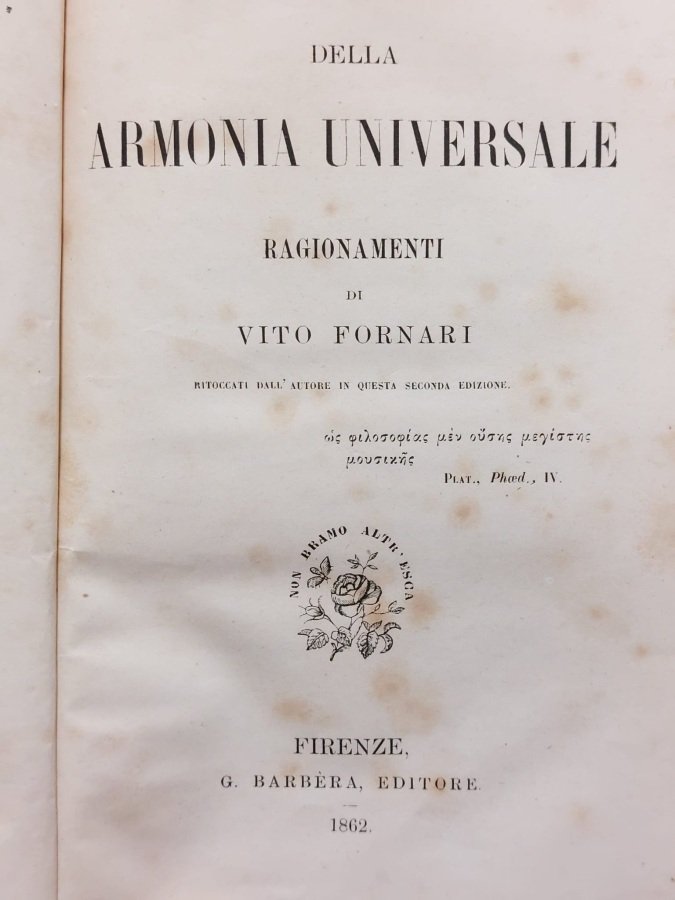 DELLA
ARMONIA UNIVERSALE
RAGIONAMENTI
DI
VITO FORNARI
RITOCCATI DALL' AUTORE IN QUESTA SECONDA EDIZIONE.
ὡς φιλοσοφίας μὲν οὔσης μεγίστης
μουσικῆς
PLAT., Phæd., IV.
NON BRAMO ALTR' ESCA
FIRENZE,
G. BARBÈRA, EDITORE.
1862.